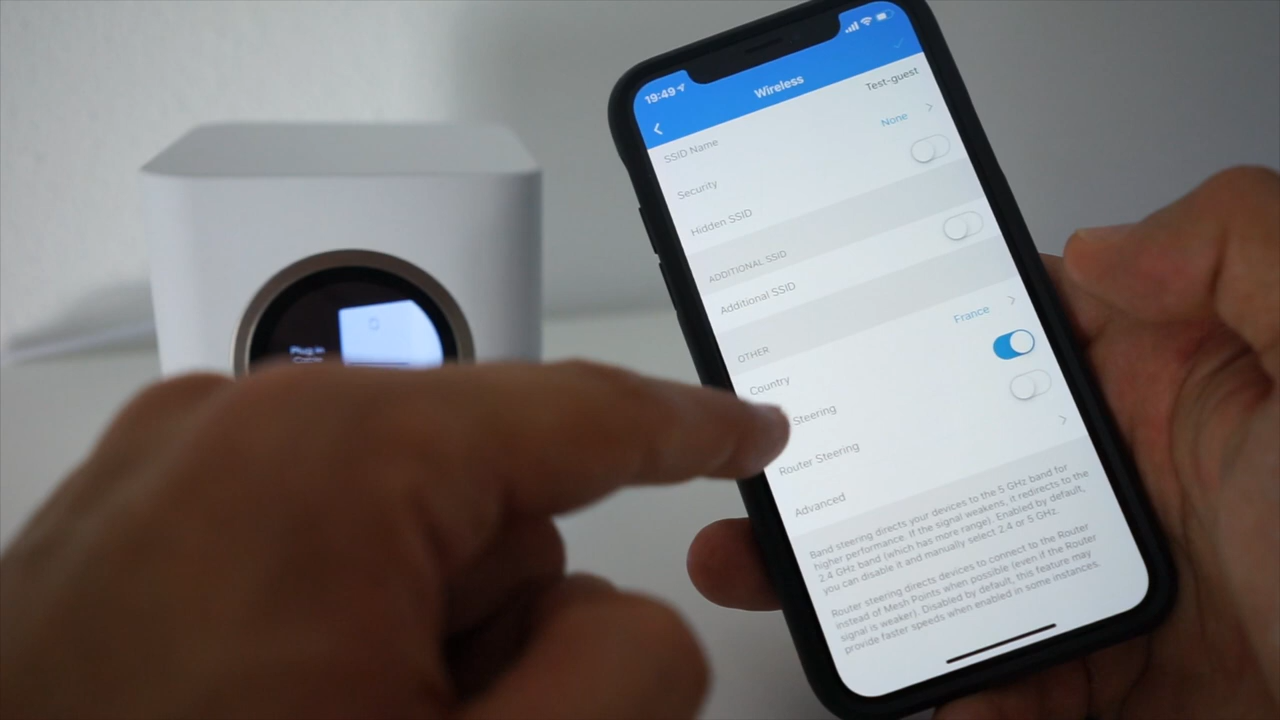 19:49
Wireless
SSID Name Test-guest
Security None
Hidden SSID
ADDITIONAL SSID
Additional SSID
OTHER
Country France
Steering
Router Steering
Advanced
Band steering directs your devices to the 5 GHz band for
higher performance. If the signal weakens, it redirects to the
2.4 GHz band (which has more range). Enabled by default,
you can disable it and manually select 2.4 or 5 GHz.
Router steering directs devices to connect to the Router
instead of Mesh Points when possible (even if the Router
signal is weaker). Disabled by default, this feature may
provide faster speeds when enabled in some instances.
Plug in